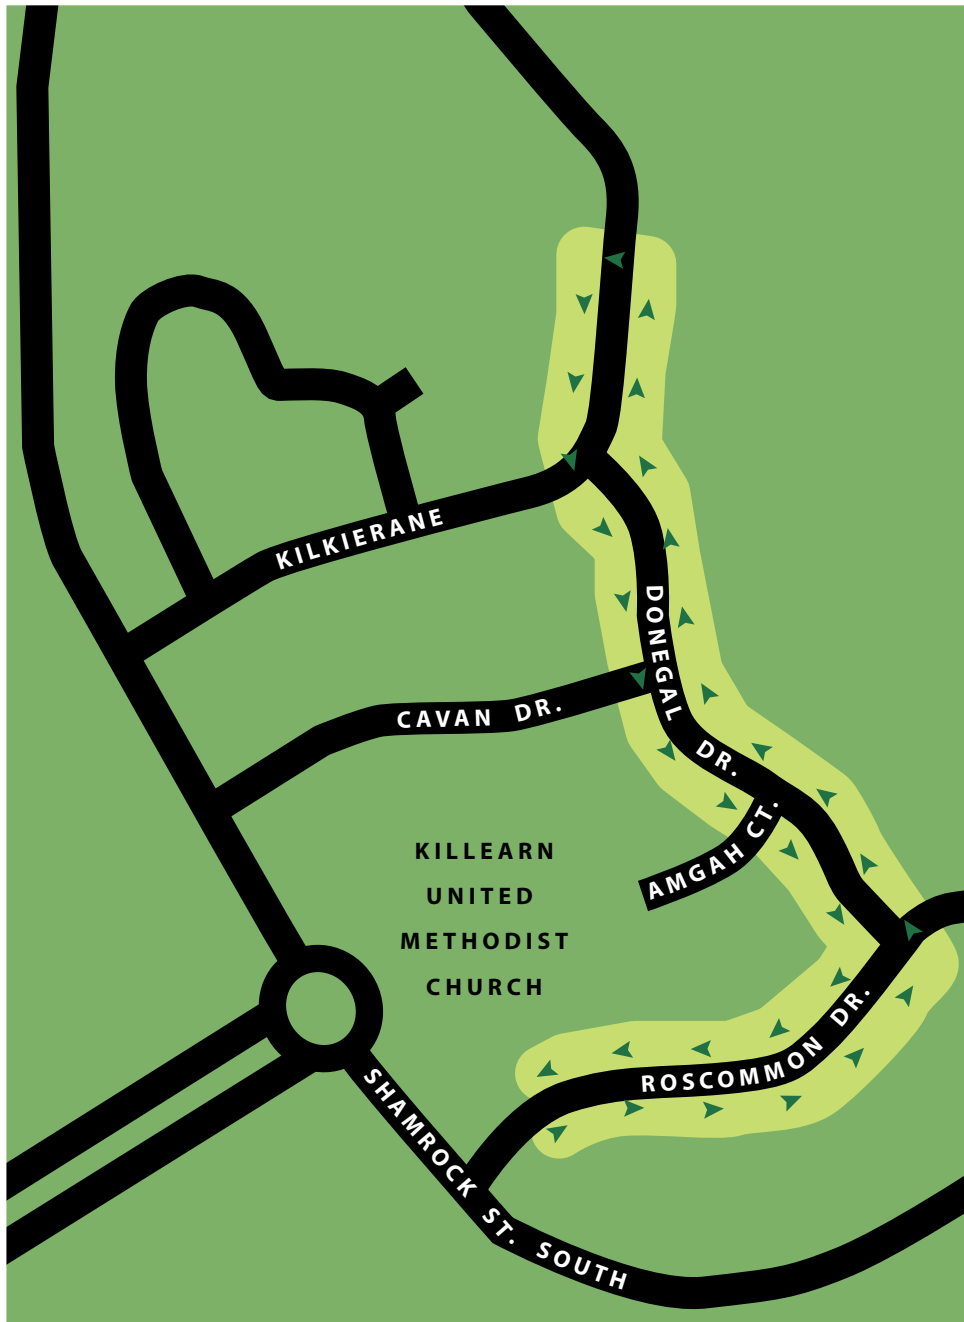 KILKIERANE
DONEGAL DR.
CAVAN DR.
AMGAH CT.
KILLEARN
UNITED
METHODIST
CHURCH
ROSCOMMON DR.
SHAMROCK ST. SOUTH